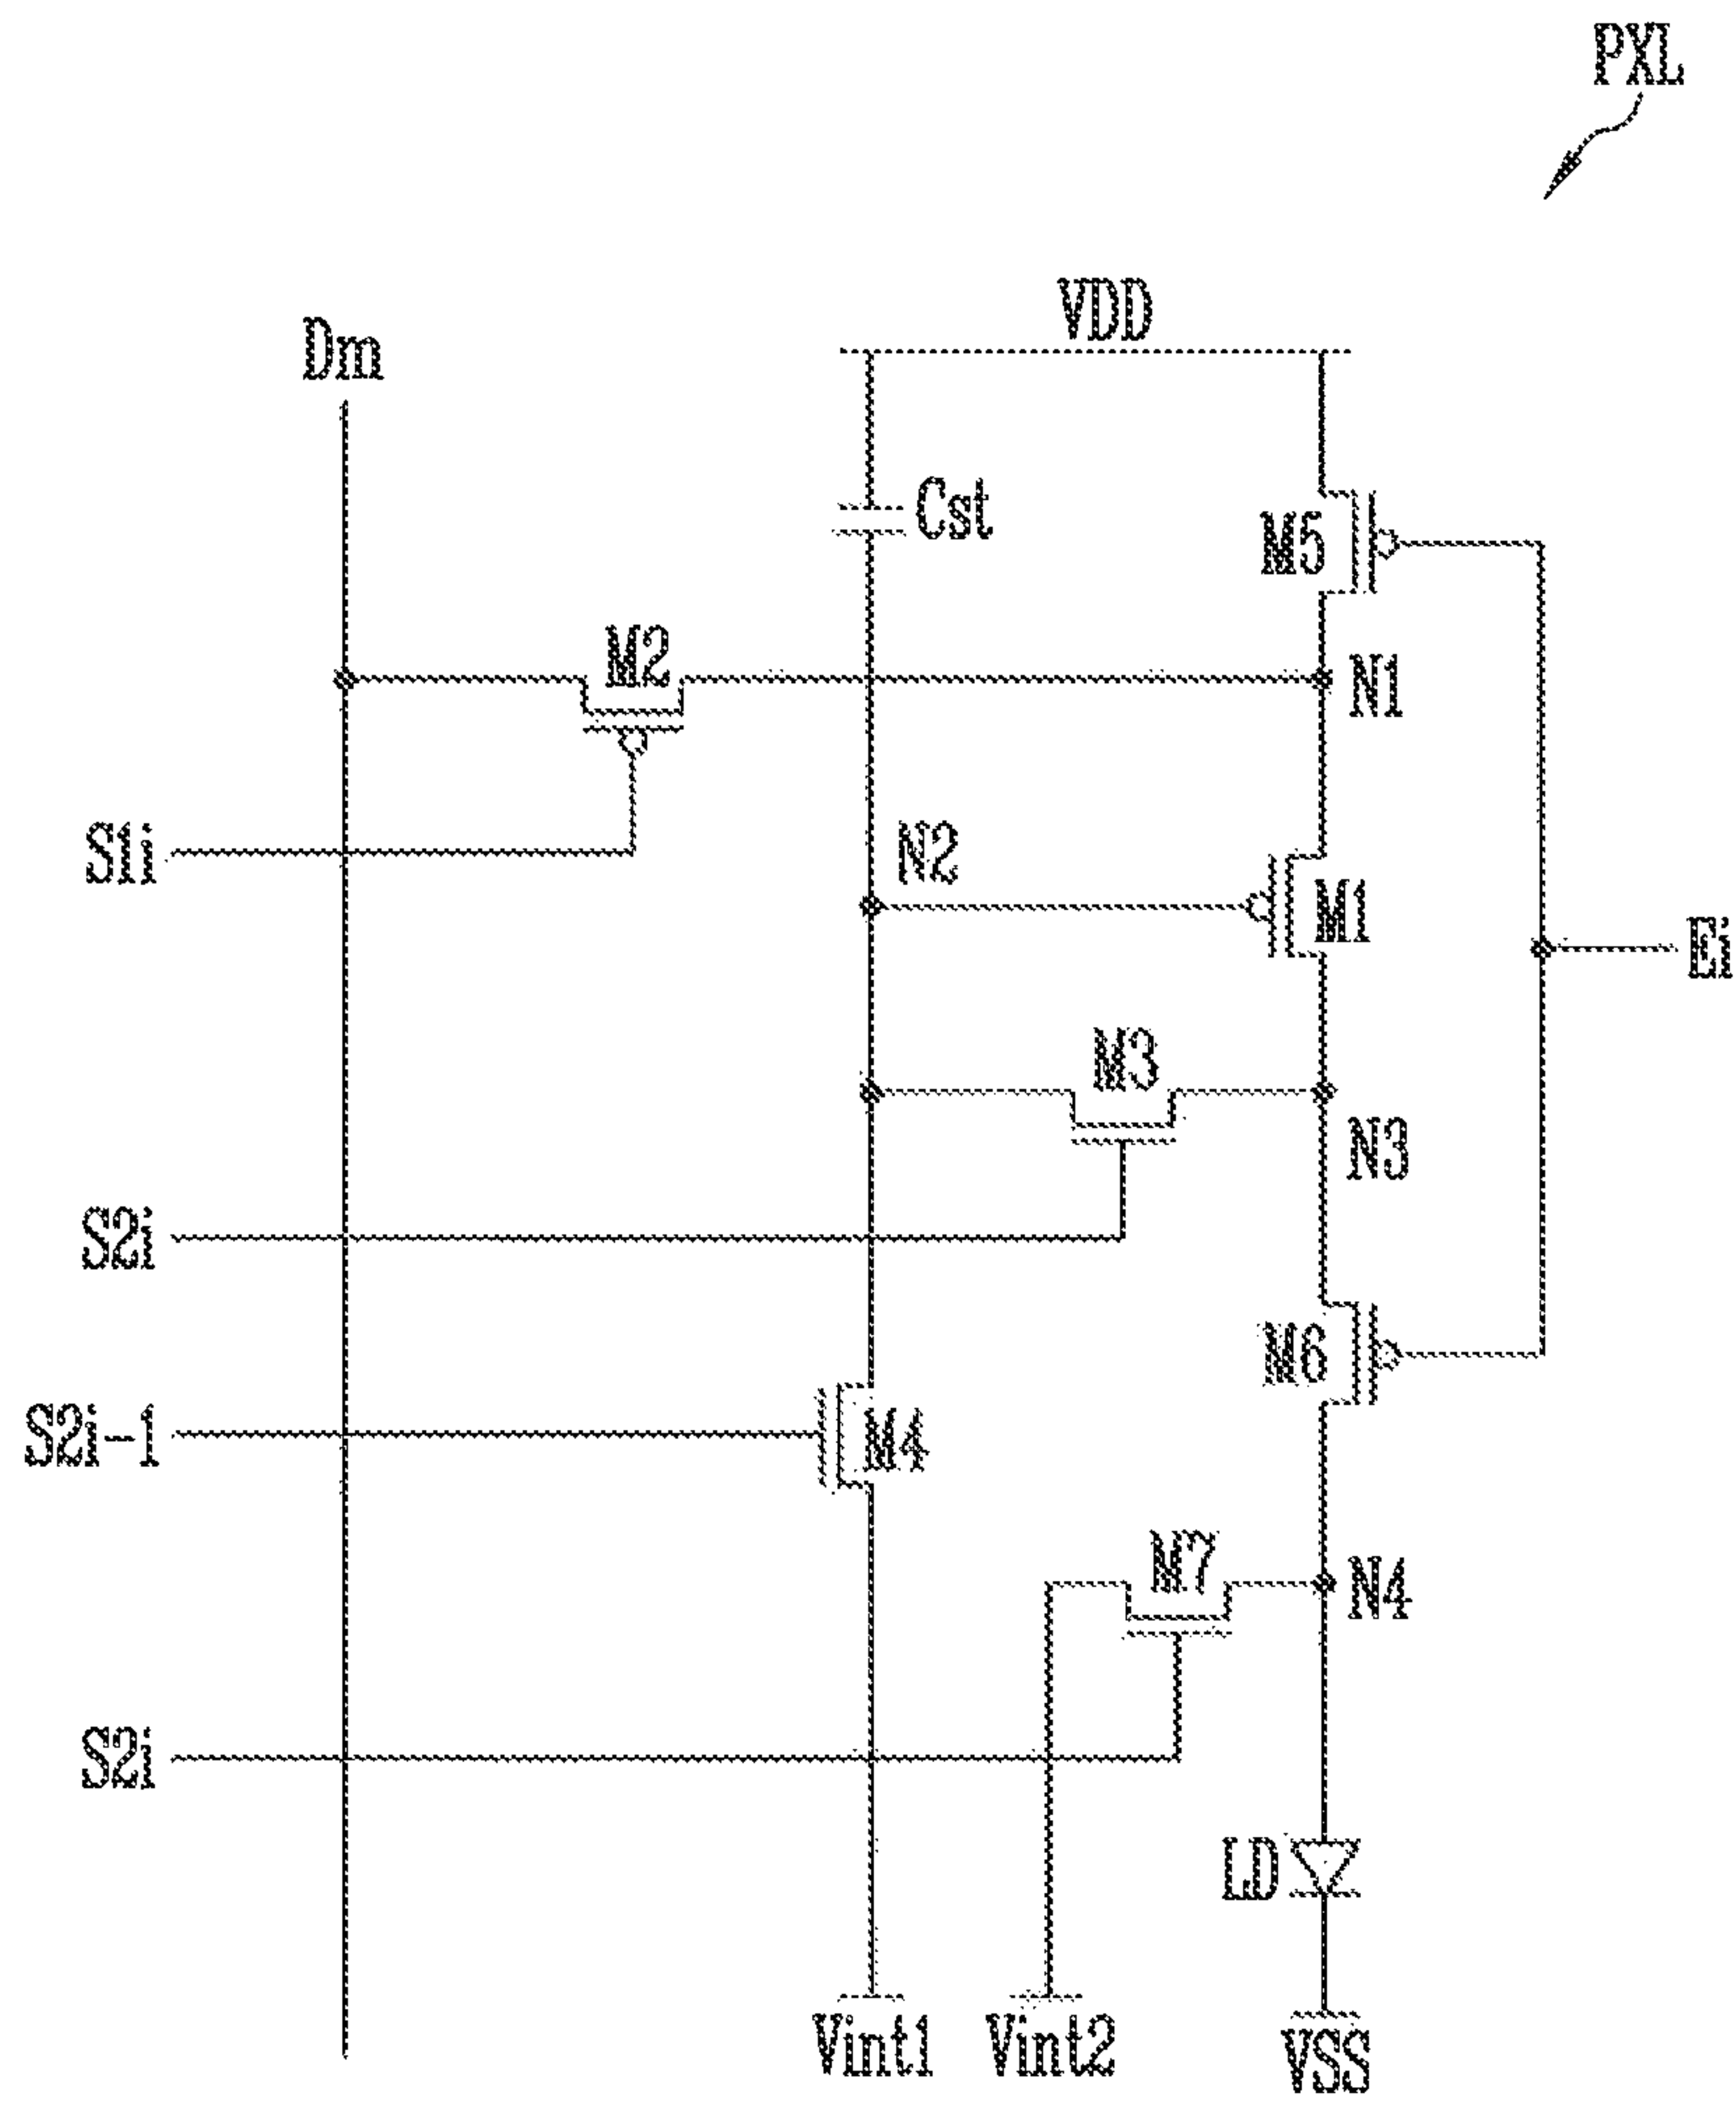 PXL
VDD
Dm
Cst
M5
M2
N1
S1i
N2
M1
Ei
M3
N3
S2i
M6
S2i-1
M4
M7
N4
S2i
LD
Vint1
Vint2
VSS